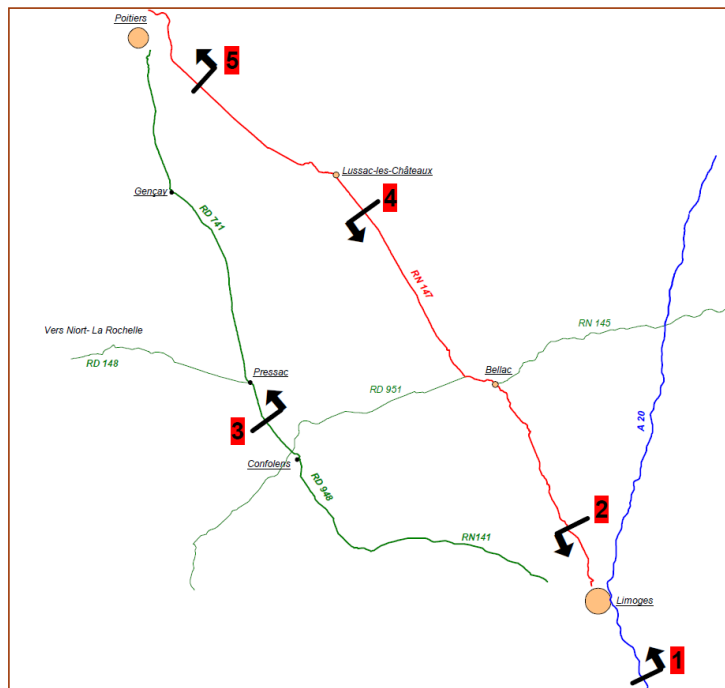 Poitiers
5
Lussac-les-Châteaux
Gençay
4
RD 741
RN 147
Vers Niort- La Rochelle
RN 145
RD 148
Pressac
Bellac
RD 951
A 20
3
Confolens
RD 948
2
RN141
Limoges
1